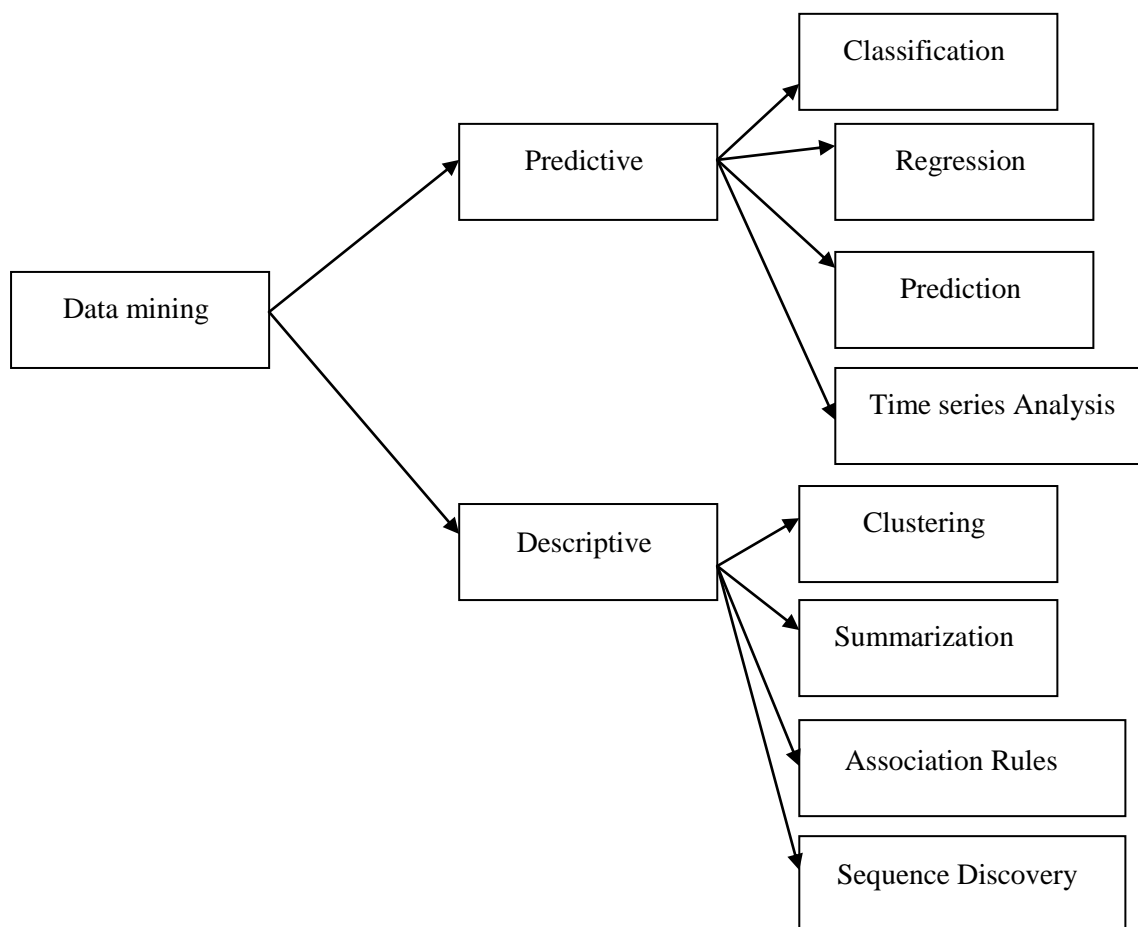 Data mining
Predictive
Classification
Regression
Prediction
Time series Analysis
Descriptive
Clustering
Summarization
Association Rules
Sequence Discovery